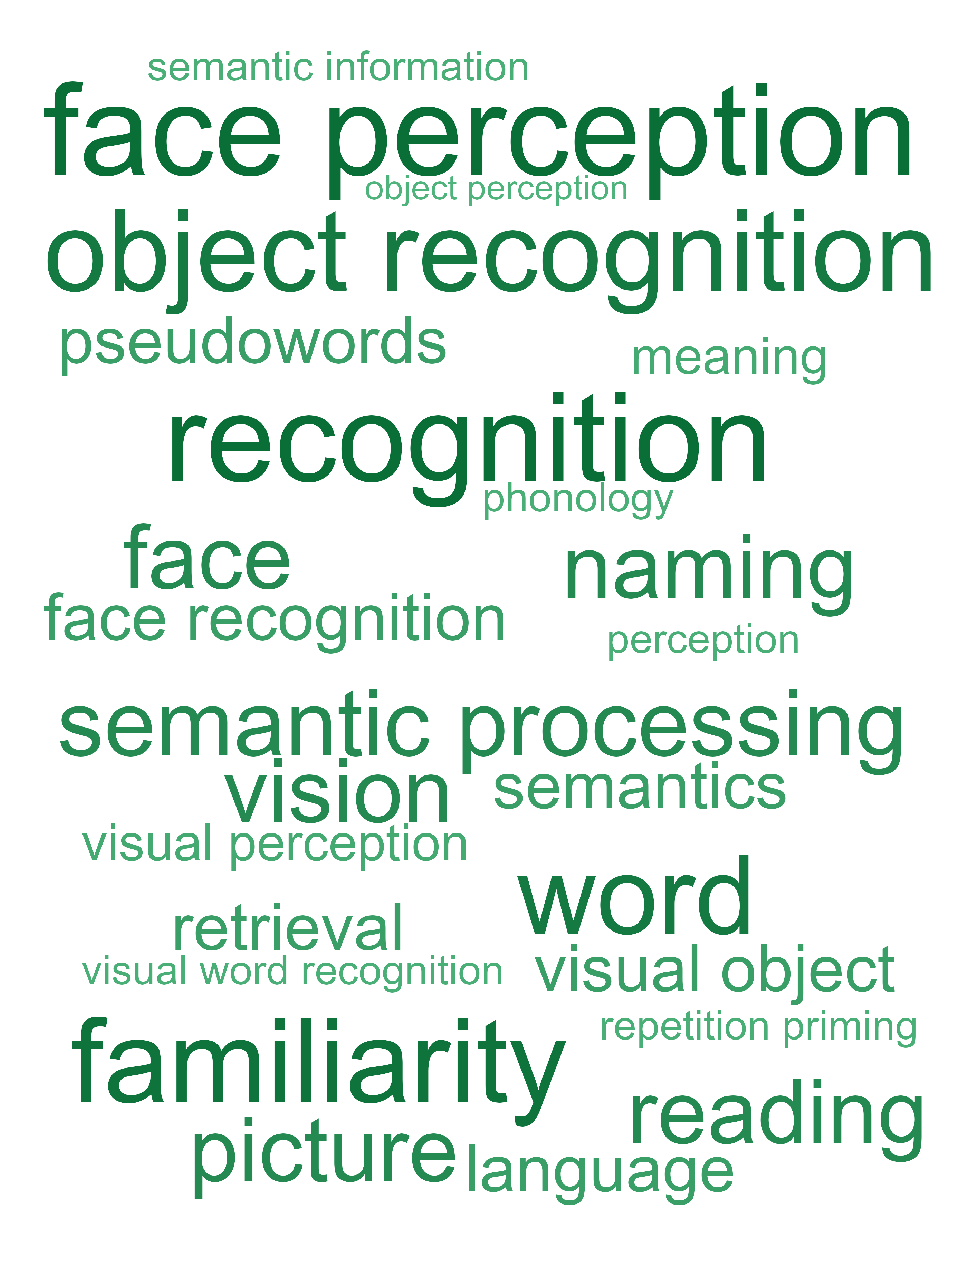 semantic information
face perception
object perception
object recognition
pseudowords
meaning
recognition
phonology
face
naming
face recognition
perception
semantic processing
vision
semantics
visual perception
word
retrieval
visual object
visual word recognition
repetition priming
familiarity
reading
picture
language